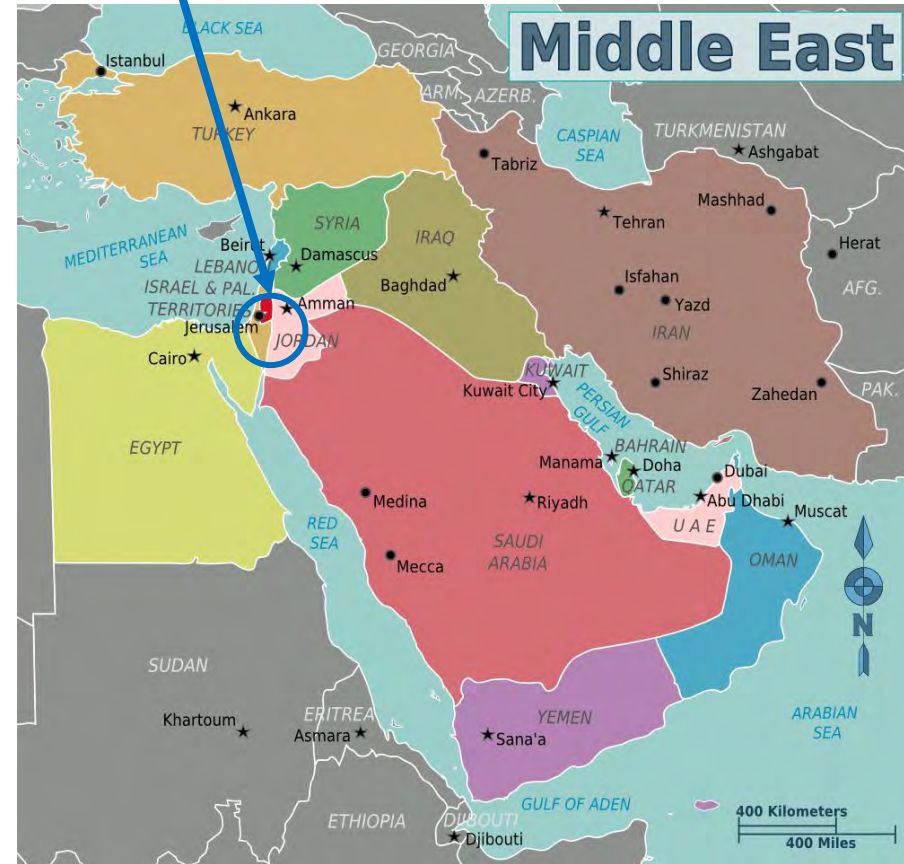 Middle East
BLACK SEA
Istanbul
GEORGIA
ARM.
AZERB.
Ankara
TURKEY
CASPIAN
SEA
TURKMENISTAN
Ashgabat
Tabriz
Mashhad
Tehran
SYRIA
IRAQ
MEDITERRANEAN
SEA
Beirut
Damascus
Herat
LEBANON
ISRAEL & PAL.
TERRITORIES
Baghdad
Isfahan
Yazd
AFG.
Amman
Jerusalem
JORDAN
IRAN
Cairo
KUWAIT
Kuwait City
Shiraz
Zahedan
PAK.
PERSIAN
GULF
EGYPT
BAHRAIN
Manama
Doha
QATAR
Dubai
Abu Dhabi
Medina
Riyadh
Muscat
U A E
RED
SEA
SAUDI
ARABIA
Mecca
OMAN
N
SUDAN
Khartoum
ERITREA
Asmara
YEMEN
Sana'a
ARABIAN
SEA
GULF OF ADEN
ETHIOPIA
DJIBOUTI
Djibouti
400 Kilometers
400 Miles